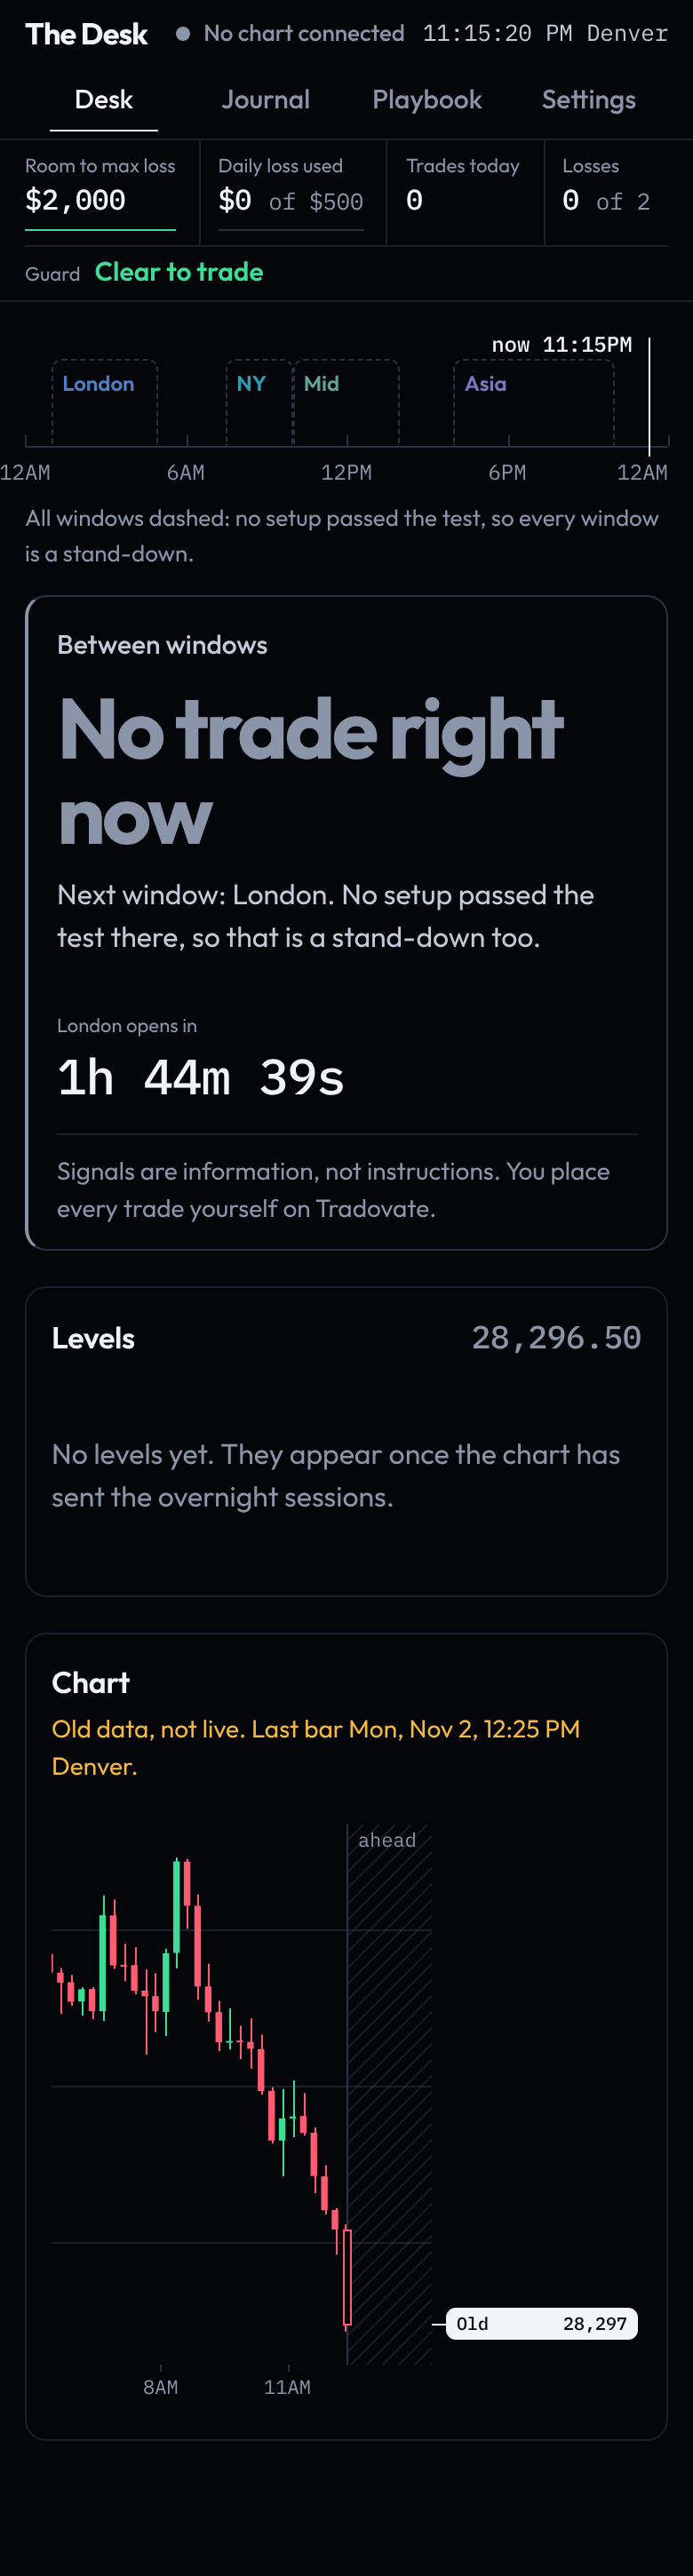 The Desk No chart connected 11:15:20 PM Denver
Desk Journal Playbook Settings
Room to max loss Daily loss used Trades today Losses
$2,000 $0 of $500 0 0 of 2
Guard Clear to trade
now 11:15PM
London NY Mid Asia
12AM 6AM 12PM 6PM 12AM
All windows dashed: no setup passed the test, so every window
is a stand-down.
Between windows
No trade right
now
Next window: London. No setup passed the
test there, so that is a stand-down too.
London opens in
1h 44m 39s
Signals are information, not instructions. You place
every trade yourself on Tradovate.
Levels 28,296.50
No levels yet. They appear once the chart has
sent the overnight sessions.
Chart
Old data, not live. Last bar Mon, Nov 2, 12:25 PM
Denver.
ahead
Old 28,297
8AM 11AM